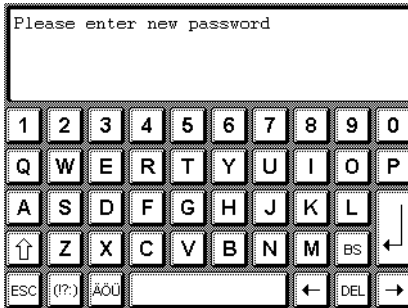 Please enter new password
1 2 3 4 5 6 7 8 9 0
Q W E R T Y U I O P
A S D F G H J K L
Z X C V B N M BS
ESC (!?:) ÄÖÜ ← DEL →